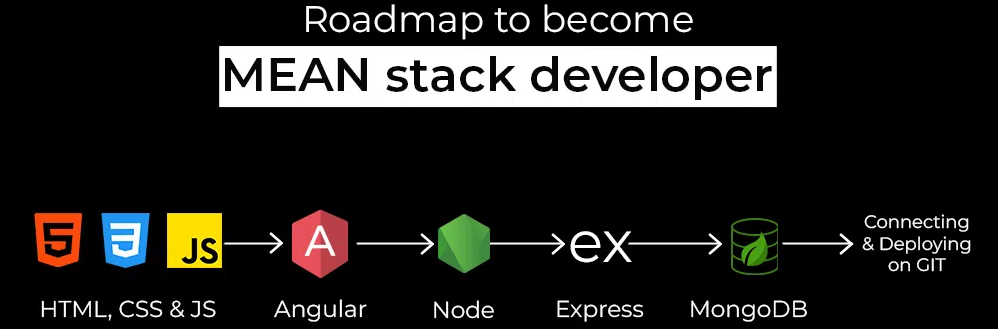 Roadmap to become
MEAN stack developer
5
3
JS
A
ex
Connecting
& Deploying
on GIT
HTML, CSS & JS
Angular
Node
Express
MongoDB